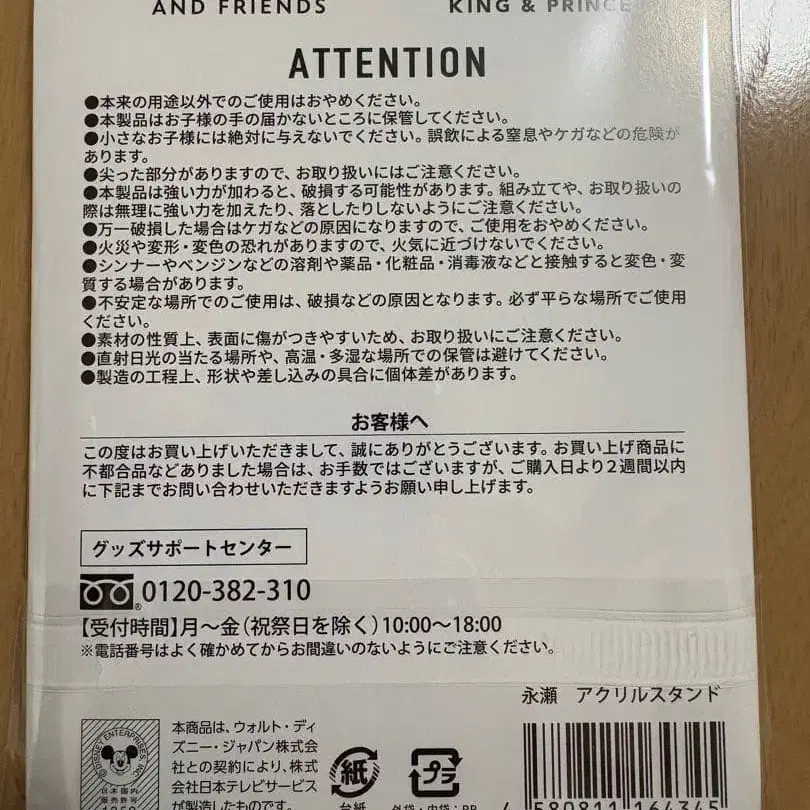 AND FRIENDS
KING & PRINCE
ATTENTION
●本来の用途以外でのご使用はおやめください。
●本製品はお子様の手の届かないところに保管してください。
●小さなお子様には絶対に与えないでください。誤飲による窒息やケガなどの危険が
あります。
●尖った部分がありますので、お取り扱いにはご注意ください。
●本製品は強い力が加わると、破損する可能性があります。組み立てや、お取り扱いの
際は無理に強い力を加えたり、落としたりしないようにご注意ください。
●万一破損した場合はケガなどの原因になりますので、ご使用をおやめください。
●火災や変形・変色の恐れがありますので、火気に近づけないでください。
●シンナーやベンジンなどの溶剤や薬品・化粧品・消毒液などと接触すると変色・変
質する場合があります。
●不安定な場所でのご使用は、破損などの原因となります。必ず平らな場所でご使用
ください。
●素材の性質上、表面に傷がつきやすいため、お取り扱いにご注意ください。
●直射日光の当たる場所や、高温・多湿な場所での保管は避けてください。
●製造の工程上、形状や差し込みの具合に個体差があります。
お客様へ
この度はお買い上げいただきまして、誠にありがとうございます。お買い上げ商品に
不都合品などありました場合は、お手数ではございますが、ご購入日より2週間以内
に下記までお問い合わせいただきますようお願い申し上げます。
グッズサポートセンター
0120-382-310
【受付時間】月〜金(祝祭日を除く)10:00〜18:00
※電話番号はよく確かめてからお間違いのないようにご注意ください。
永瀬 アクリルスタンド
本商品は、ウォルト・ディ
ズニー・ジャパン株式会
社との契約により、株式
会社日本テレビサービス
が製造したものです。
©DISNEY ENTERPRISES, INC.
日本国内
販売許可
紙
台紙
プラ
外袋・内袋:PP
4 580811 164345